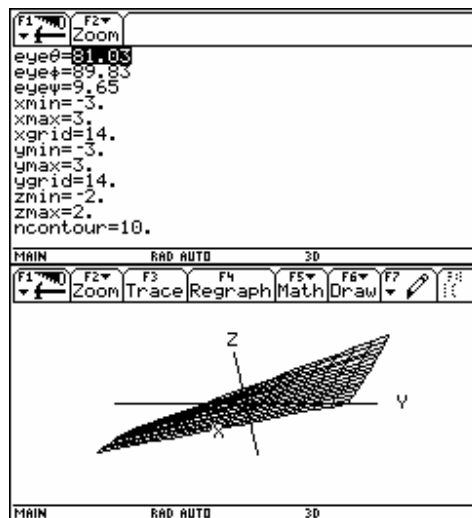 F1 F2
Zoom
eyeθ=81.03
eyeϕ=89.83
eyeψ=9.65
xmin=-3.
xmax=3.
xgrid=14.
ymin=-3.
ymax=3.
ygrid=14.
zmin=-2.
zmax=2.
ncontour=10.
MAIN RAD AUTO 3D
F1 F2 F3 F4 F5 F6 F7
Zoom Trace Regraph Math Draw
Z
Y
X
MAIN RAD AUTO 3D